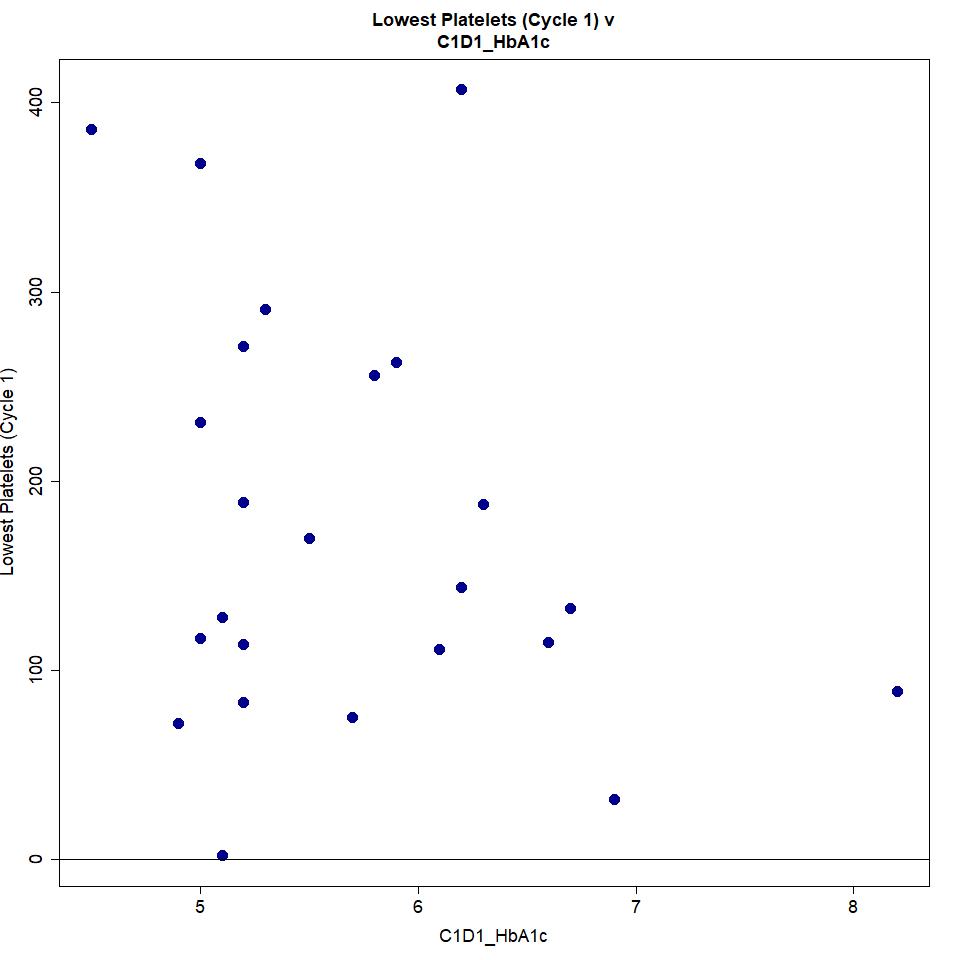 Lowest Platelets (Cycle 1) v
C1D1_HbA1c
Lowest Platelets (Cycle 1)
400
300
200
100
0
5 6 7 8
C1D1_HbA1c